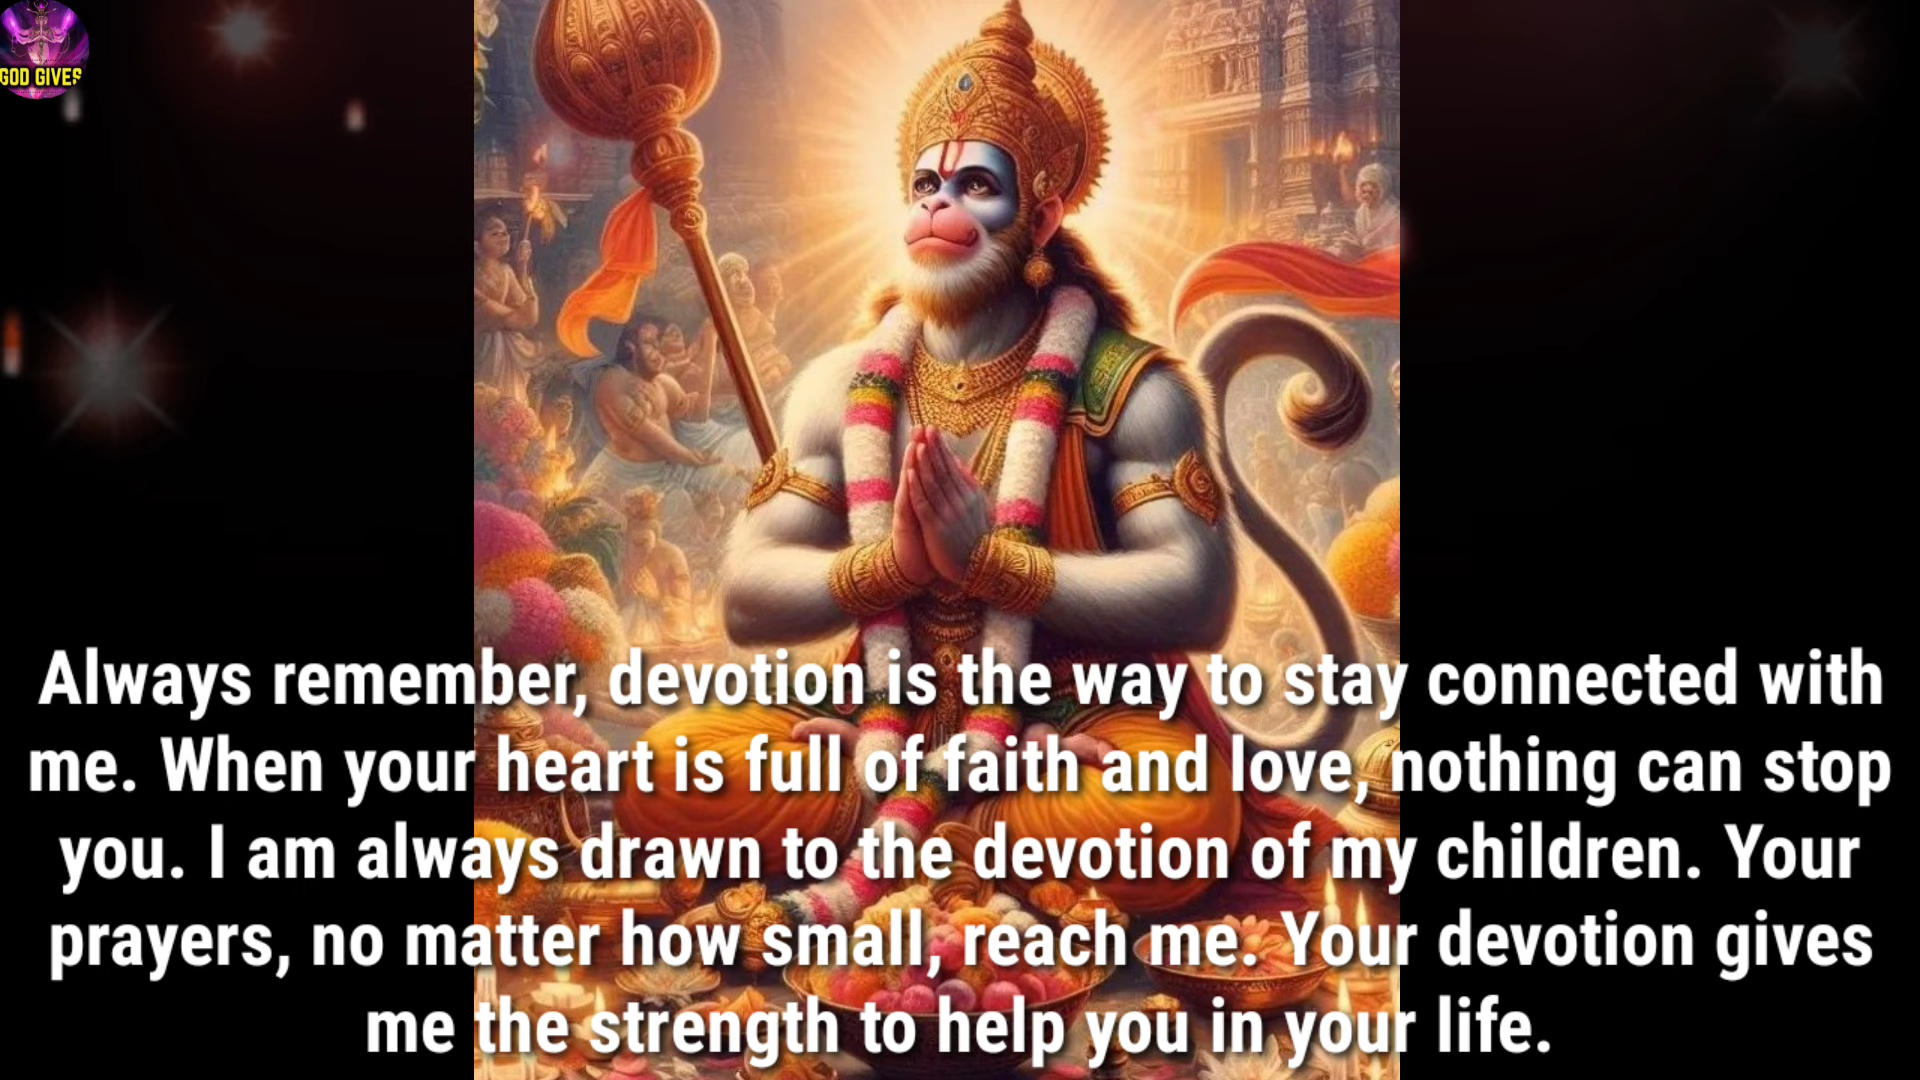 GOD GIVES
Always remember, devotion is the way to stay connected with
me. When your heart is full of faith and love, nothing can stop
you. I am always drawn to the devotion of my children. Your
prayers, no matter how small, reach me. Your devotion gives
me the strength to help you in your life.